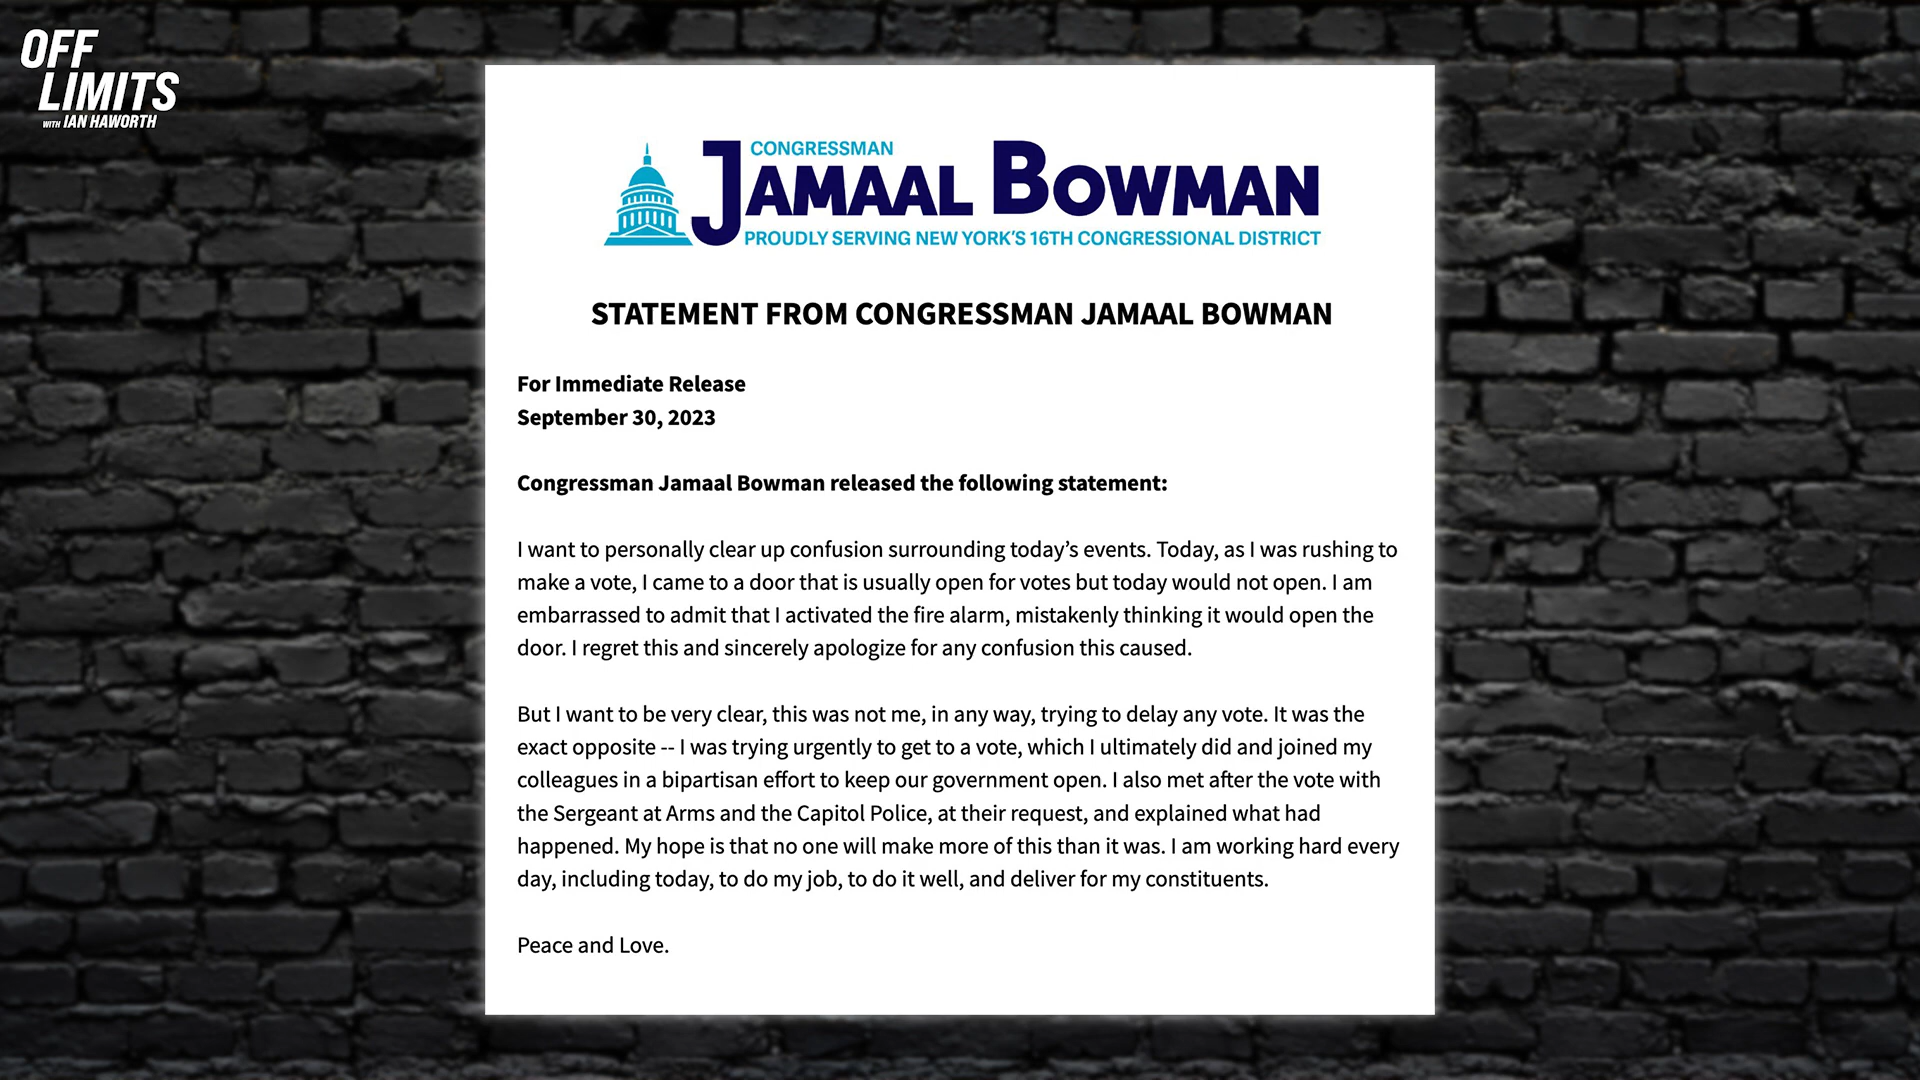 OFF
LIMITS
WITH IAN HAWORTH
CONGRESSMAN
JAMAAL BOWMAN
PROUDLY SERVING NEW YORK'S 16TH CONGRESSIONAL DISTRICT
STATEMENT FROM CONGRESSMAN JAMAAL BOWMAN
For Immediate Release
September 30, 2023
Congressman Jamaal Bowman released the following statement:
I want to personally clear up confusion surrounding today’s events. Today, as I was rushing to
make a vote, I came to a door that is usually open for votes but today would not open. I am
embarrassed to admit that I activated the fire alarm, mistakenly thinking it would open the
door. I regret this and sincerely apologize for any confusion this caused.
But I want to be very clear, this was not me, in any way, trying to delay any vote. It was the
exact opposite -- I was trying urgently to get to a vote, which I ultimately did and joined my
colleagues in a bipartisan effort to keep our government open. I also met after the vote with
the Sergeant at Arms and the Capitol Police, at their request, and explained what had
happened. My hope is that no one will make more of this than it was. I am working hard every
day, including today, to do my job, to do it well, and deliver for my constituents.
Peace and Love.